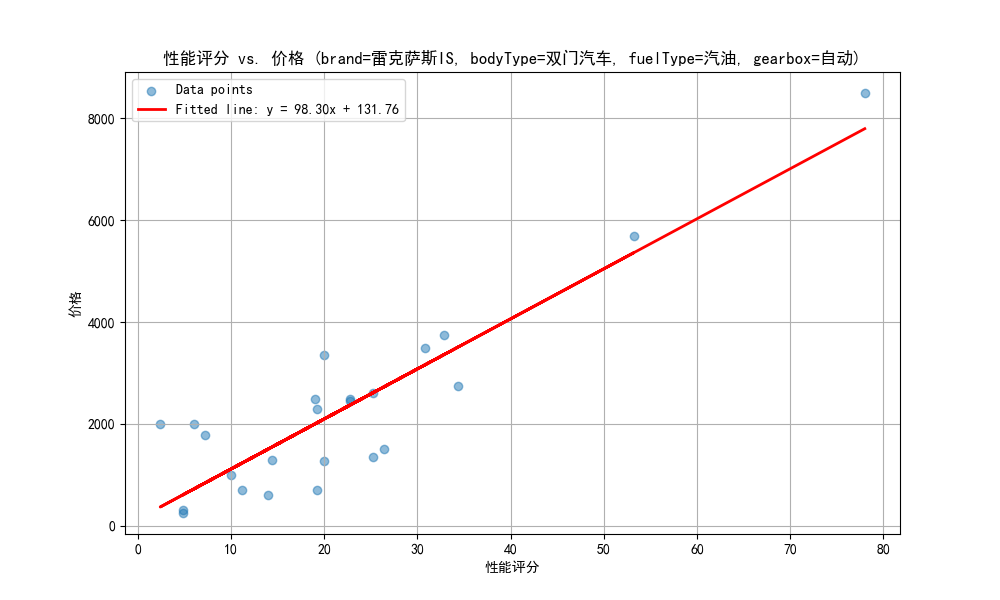 性能评分 vs. 价格 (brand=雷克萨斯IS, bodyType=双门汽车, fuelType=汽油, gearbox=自动)
Data points
Fitted line: y = 98.30x + 131.76
价格
8000
6000
4000
2000
0
0 10 20 30 40 50 60 70 80
性能评分